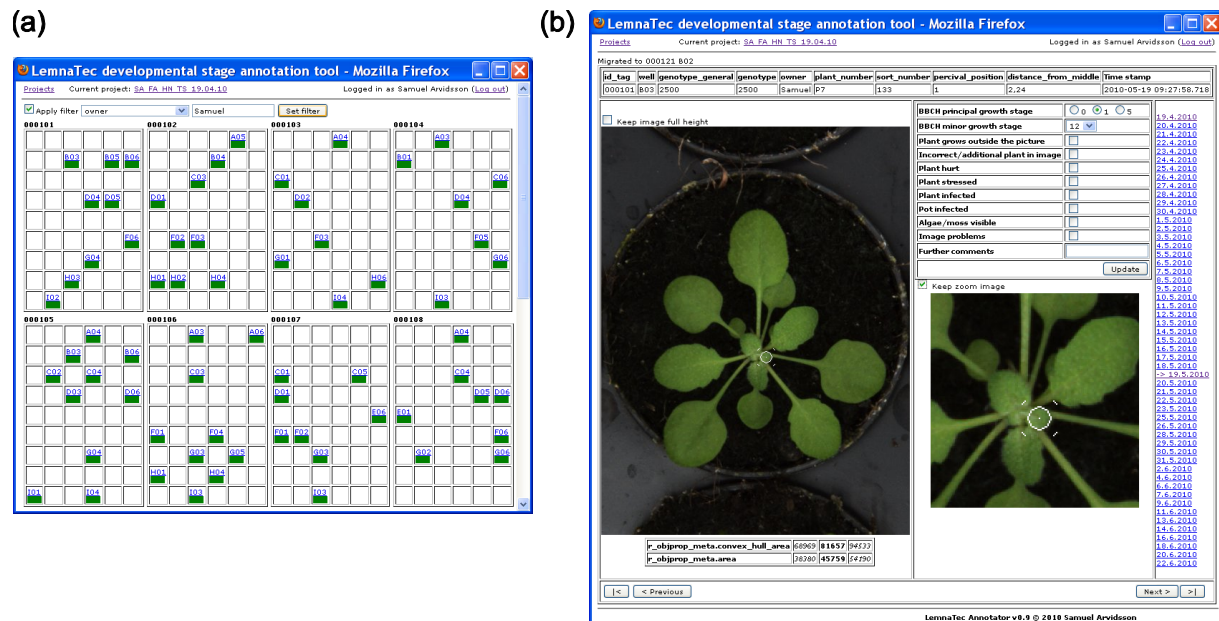 (a)
LemnaTec developmental stage annotation tool - Mozilla Firefox
Projects Current project: SA_FA_HN_TS_19.04.10 Logged in as Samuel Arvidsson (Log out)
Apply filter owner Samuel Set filter
000101 000102 000103 000104
A05 A04 A03
B03 B05 B06 B04 B01
C03 C01 C06
D04 D05 D01 D02 D04
F06 F02 F03 F03 F05
G04 G01 G06
H03 H01 H02 H04 H06
I02 I04 I03
000105 000106 000107 000108
A04 A03 A06 A04
B03 B06
C02 C04 C03 C01 C05 C04
D03 D06 D01 D05 D06
E06 E01
F01 F04 F01 F02 F06
G04 G03 G05 G03 G02 G06
H01 H04
I01 I04 I03 I03
(b)
LemnaTec developmental stage annotation tool - Mozilla Firefox
Projects Current project: SA_FA_HN_TS_19.04.10 Logged in as Samuel Arvidsson (Log out)
Migrated to 000121 B02
id_tag well genotype_general genotype owner plant_number sort_number percival_position distance_from_middle Time stamp
000101 B03 2500 2500 Samuel P7 133 1 2,24 2010-05-19 09:27:58.718
Keep image full height
BBCH principal growth stage 0 1 5
BBCH minor growth stage 12
Plant grows outside the picture
Incorrect/additional plant in image
Plant hurt
Plant stressed
Plant infected
Pot infected
Algae/moss visible
Image problems
Further comments
Update
Keep zoom image
19.4.2010
20.4.2010
21.4.2010
22.4.2010
23.4.2010
24.4.2010
25.4.2010
26.4.2010
27.4.2010
28.4.2010
29.4.2010
30.4.2010
1.5.2010
2.5.2010
3.5.2010
4.5.2010
5.5.2010
6.5.2010
7.5.2010
8.5.2010
9.5.2010
10.5.2010
11.5.2010
12.5.2010
13.5.2010
14.5.2010
15.5.2010
16.5.2010
17.5.2010
18.5.2010
-> 19.5.2010
20.5.2010
21.5.2010
22.5.2010
23.5.2010
24.5.2010
25.5.2010
26.5.2010
28.5.2010
29.5.2010
30.5.2010
31.5.2010
2.6.2010
4.6.2010
6.6.2010
7.6.2010
9.6.2010
11.6.2010
13.6.2010
14.6.2010
16.6.2010
18.6.2010
20.6.2010
22.6.2010
r_objprop_meta.convex_hull_area 68969 81657 94533
r_objprop_meta.area 38380 45759 54190
|< < Previous Next > >|
LemnaTec Annotator v0.9 © 2010 Samuel Arvidsson